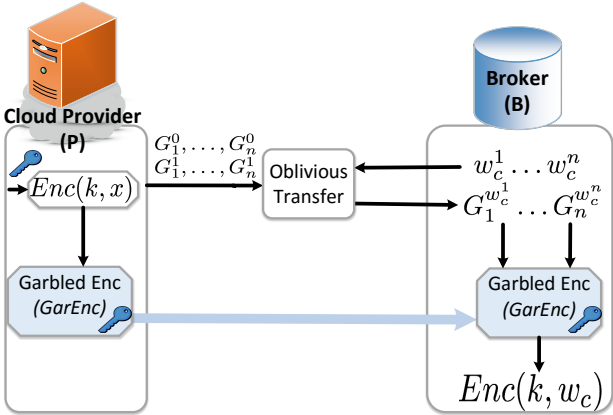 Cloud Provider
(P)
Enc(k, x)
Garbled Enc
(GarEnc)
G_1^0, ..., G_n^0
G_1^1, ..., G_n^1
Oblivious
Transfer
Broker
(B)
w_c^1 ... w_c^n
G_1^{w_c^1} ... G_n^{w_c^n}
Garbled Enc
(GarEnc)
Enc(k, w_c)